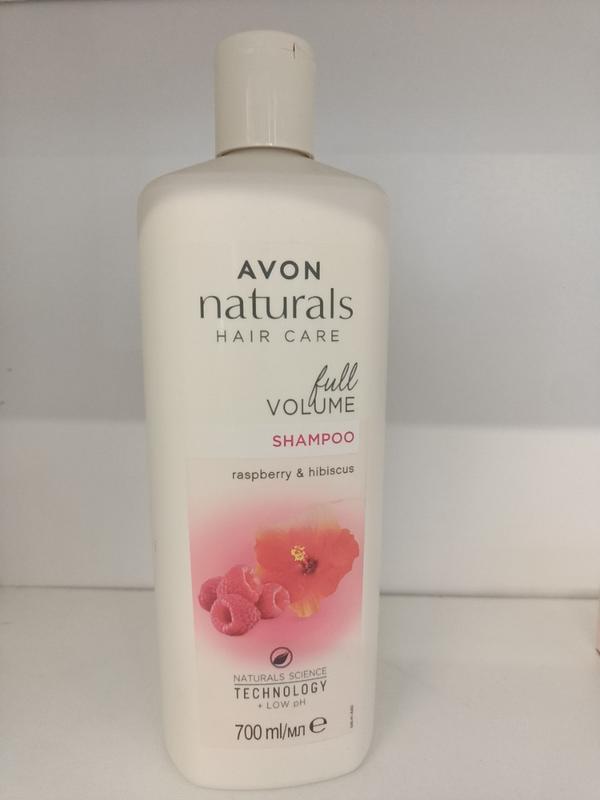 AVON
naturals
HAIR CARE
full
VOLUME
SHAMPOO
raspberry & hibiscus
NATURALS SCIENCE
TECHNOLOGY
+ LOW pH
700 ml/мл ℮